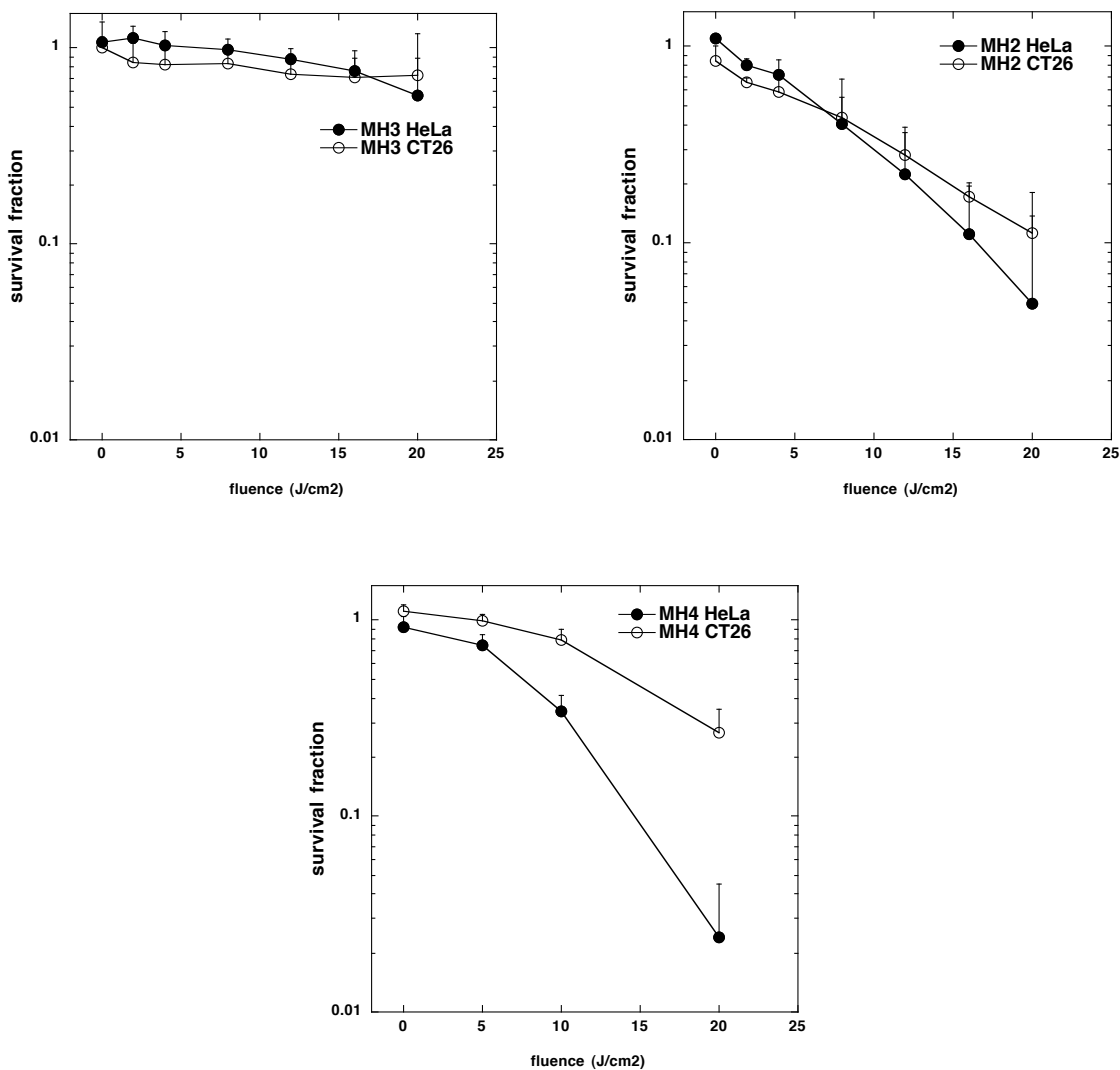 1
0.1
0.01
survival fraction
MH3 HeLa
MH3 CT26
0 5 10 15 20 25
fluence (J/cm2)
1
0.1
0.01
survival fraction
MH2 HeLa
MH2 CT26
0 5 10 15 20 25
fluence (J/cm2)
1
0.1
0.01
survival fraction
MH4 HeLa
MH4 CT26
0 5 10 15 20 25
fluence (J/cm2)